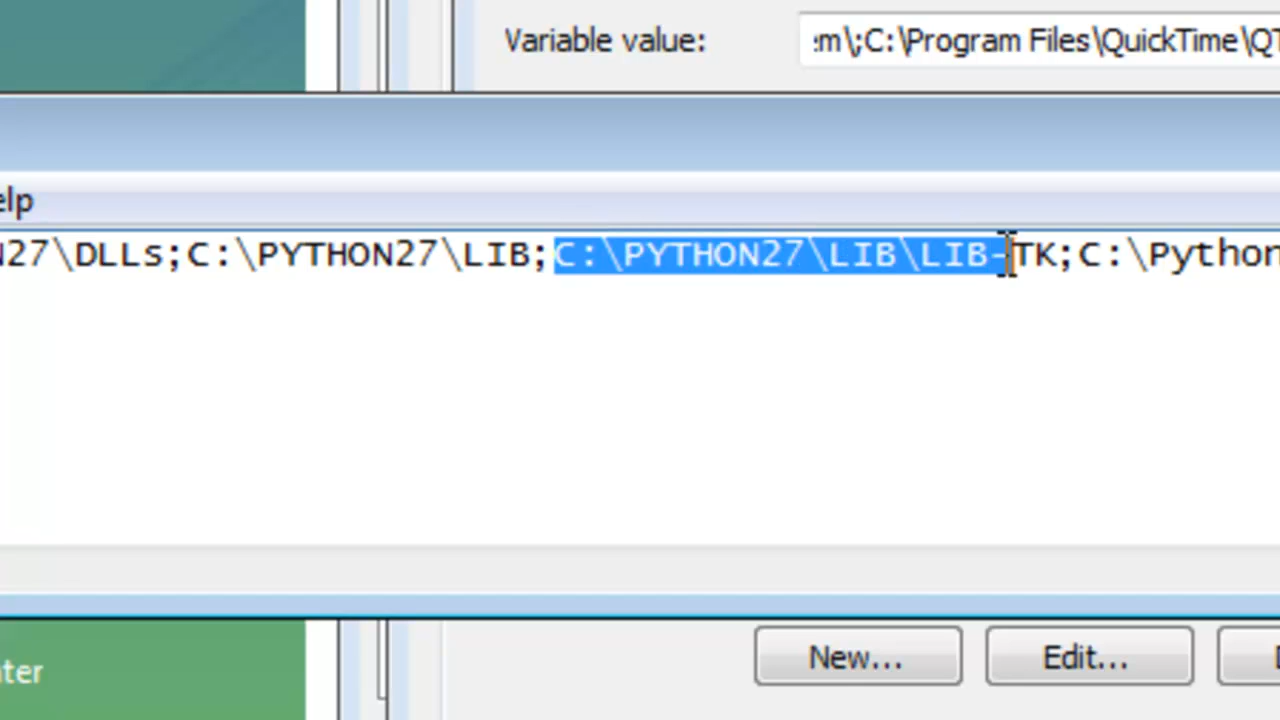 Variable value: :m\;C:\Program Files\QuickTime\QT
elp
N27\DLLs;C:\PYTHON27\LIB;C:\PYTHON27\LIB\LIB-TK;C:\Python
nter
New...
Edit...